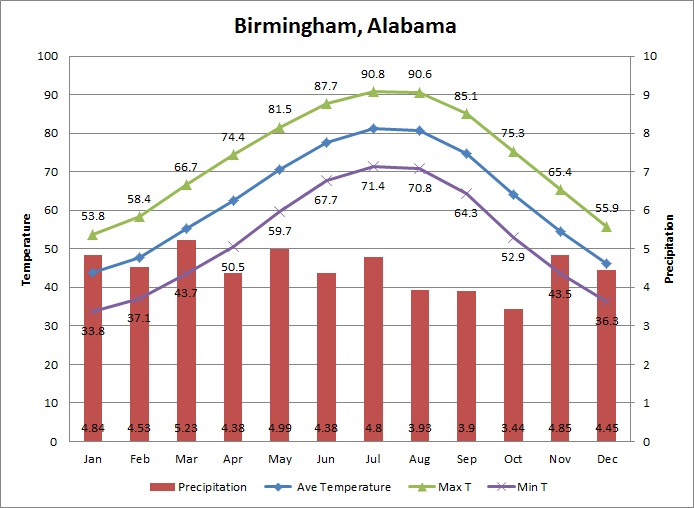 Birmingham, Alabama
100
90
80
70
60
50
40
30
20
10
0
Temperature
10
9
8
7
6
5
4
3
2
1
0
Precipitation
53.8 58.4 66.7 74.4 81.5 87.7 90.8 90.6 85.1 75.3 65.4 55.9
33.8 37.1 43.7 50.5 59.7 67.7 71.4 70.8 64.3 52.9 43.5 36.3
4.84 4.53 5.23 4.38 4.99 4.38 4.8 3.93 3.9 3.44 4.85 4.45
Jan Feb Mar Apr May Jun Jul Aug Sep Oct Nov Dec
Precipitation Ave Temperature Max T Min T